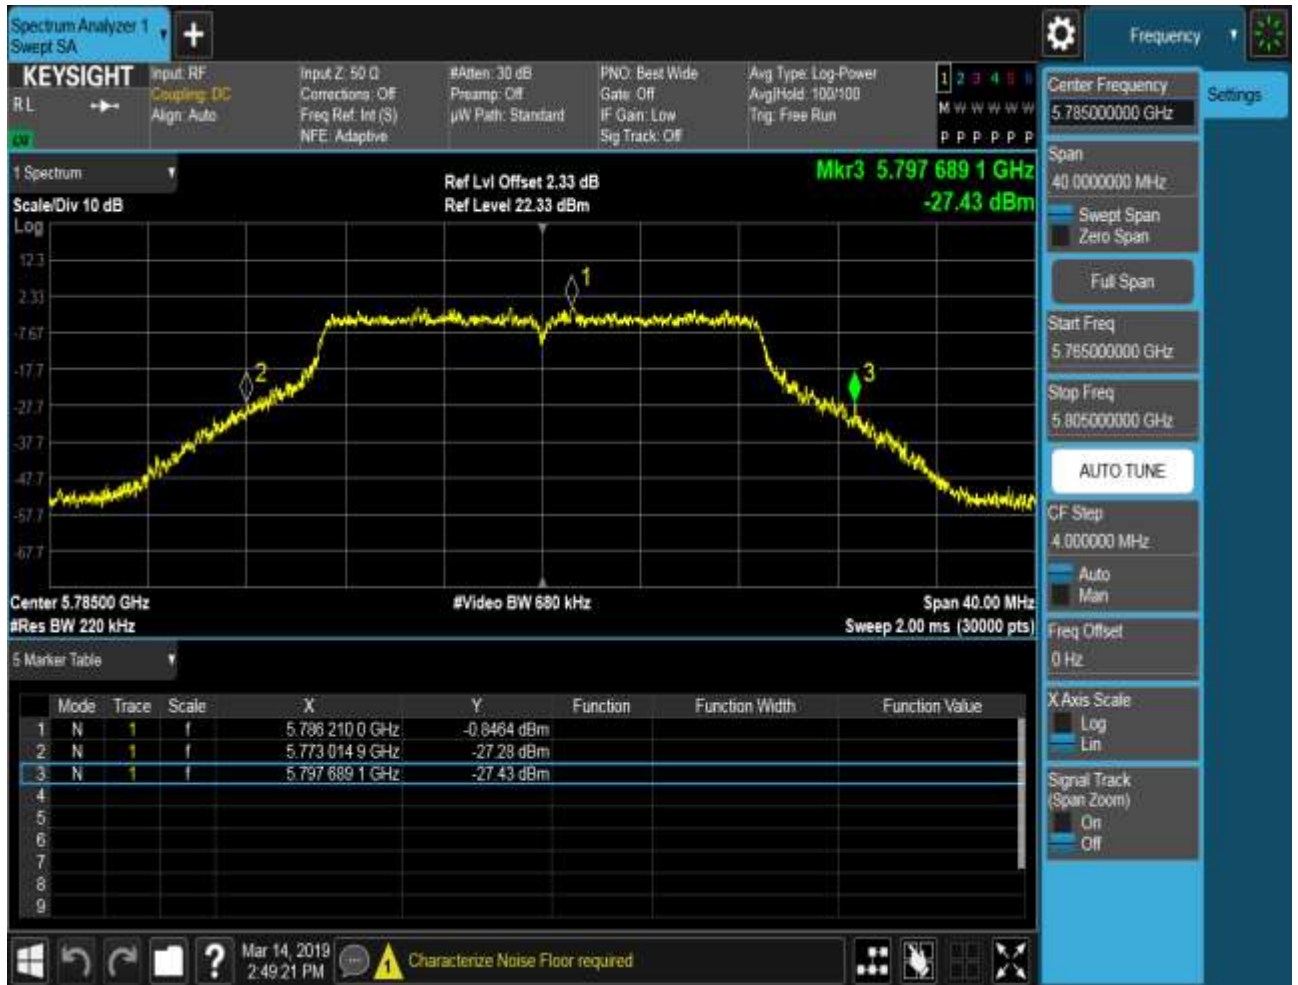 Spectrum Analyzer 1
Swept SA
+
Frequency
KEYSIGHT
RL
Input: RF
Coupling: DC
Align: Auto
Input Z: 50 Ω
Corrections: Off
Freq Ref: Int (S)
NFE: Adaptive
#Atten: 30 dB
Preamp: Off
µW Path: Standard
PNO: Best Wide
Gate: Off
IF Gain: Low
Sig Track: Off
Avg Type: Log-Power
Avg|Hold: 100/100
Trig: Free Run
1 2 3 4 5 6
M W W W W W
P P P P P P
1 Spectrum
Scale/Div 10 dB
Log
Ref Lvl Offset 2.33 dB
Ref Level 22.33 dBm
Mkr3 5.797 689 1 GHz
-27.43 dBm
12.3
2.33
-7.67
-17.7
-27.7
-37.7
-47.7
-57.7
-67.7
1
2
3
Center 5.78500 GHz
#Video BW 680 kHz
Span 40.00 MHz
#Res BW 220 kHz
Sweep 2.00 ms (30000 pts)
5 Marker Table
Mode Trace Scale X Y Function Function Width Function Value
1 N 1 f 5.786 210 0 GHz -0.8464 dBm
2 N 1 f 5.773 014 9 GHz -27.28 dBm
3 N 1 f 5.797 689 1 GHz -27.43 dBm
4
5
6
7
8
9
Center Frequency
5.785000000 GHz
Settings
Span
40.0000000 MHz
Swept Span
Zero Span
Full Span
Start Freq
5.765000000 GHz
Stop Freq
5.805000000 GHz
AUTO TUNE
CF Step
4.000000 MHz
Auto
Man
Freq Offset
0 Hz
X Axis Scale
Log
Lin
Signal Track
(Span Zoom)
On
Off
?
Mar 14, 2019
2:49:21 PM
1
Characterize Noise Floor required